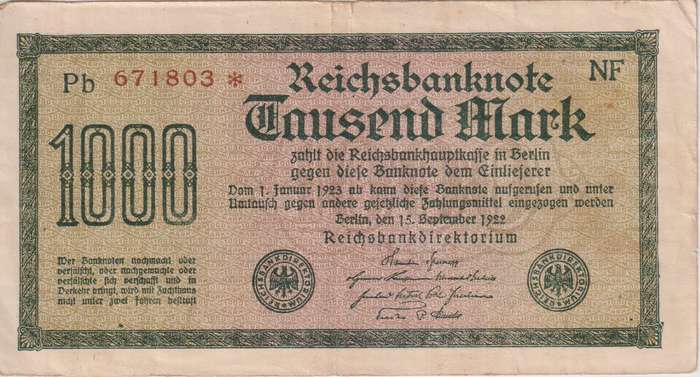 Pb 671803 *
Reichsbanknote
NF
Tausend Mark
1000
zahlt die Reichsbankhauptkasse in Berlin
gegen diese Banknote dem Einlieferer
Vom 1. Januar 1923 ab kann diese Banknote aufgerufen und unter
Umtausch gegen andere gesetzliche Zahlungsmittel eingezogen werden
Berlin, den 15. September 1922
Reichsbankdirektorium
Wer Banknoten nachmacht oder
verfälscht, oder nachgemachte oder
verfälschte sich verschafft und in
Verkehr bringt, wird mit Zuchthaus
nicht unter zwei Jahren bestraft
REICHSBANKDIREKTORIUM
REICHSBANKDIREKTORIUM